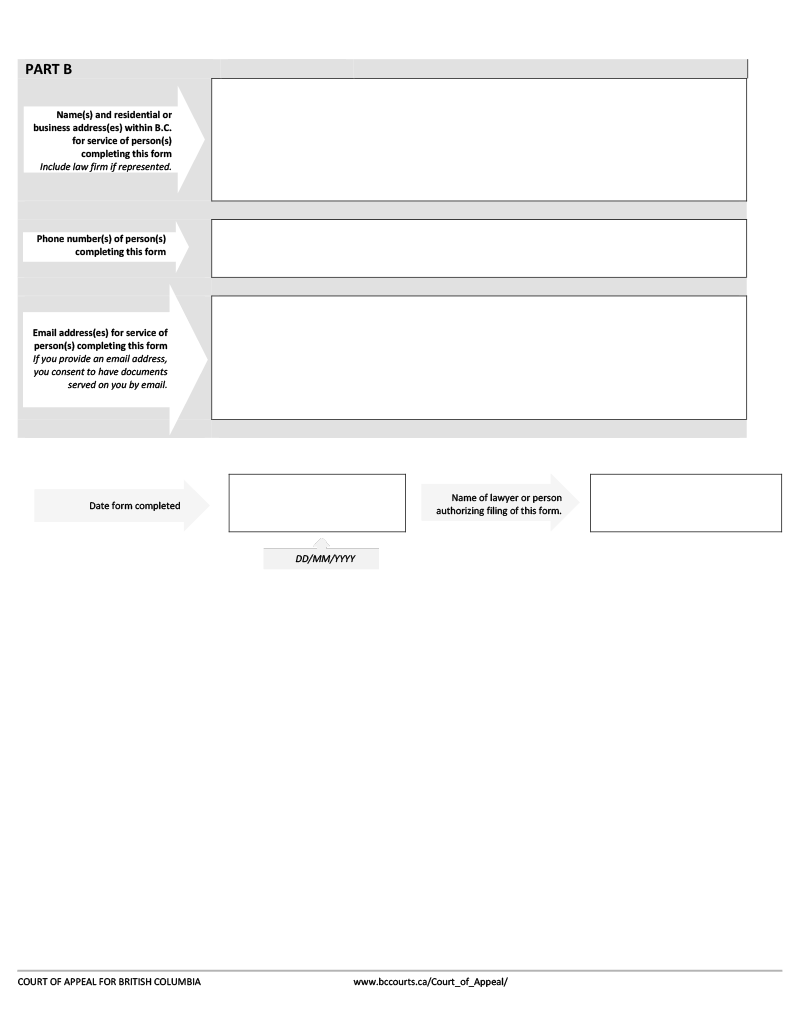 PART B
Name(s) and residential or
business address(es) within B.C.
for service of person(s)
completing this form
Include law firm if represented.
Phone number(s) of person(s)
completing this form
Email address(es) for service of
person(s) completing this form
If you provide an email address,
you consent to have documents
served on you by email.
Date form completed
Name of lawyer or person
authorizing filing of this form.
DD/MM/YYYY
COURT OF APPEAL FOR BRITISH COLUMBIA www.bccourts.ca/Court_of_Appeal/